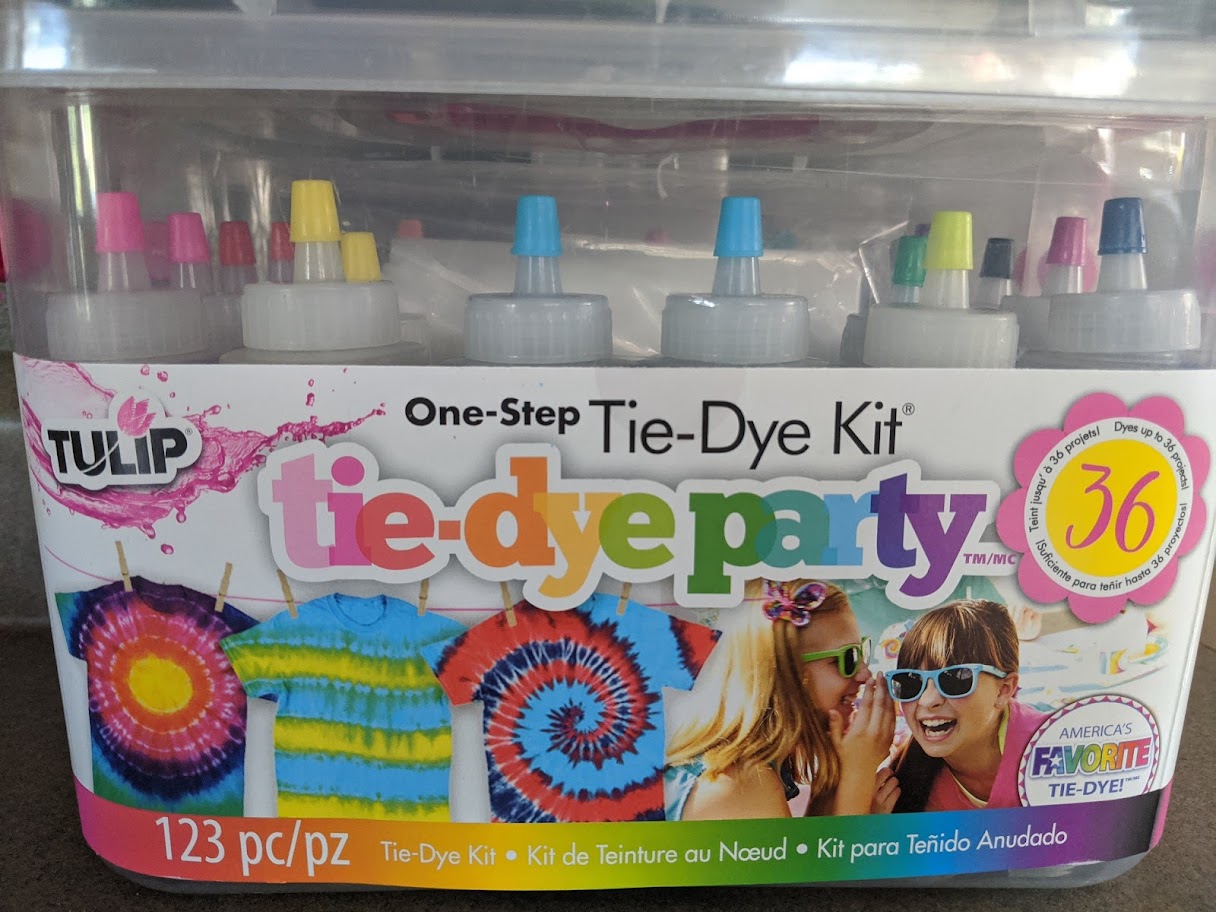 One-Step Tie-Dye Kit®
TULIP®
tie-dye party TM/MC
Teint jusqu'à 36 projets!
Dyes up to 36 projects!
¡Suficiente para teñir hasta 36 proyectos!
36
AMERICA'S
FAVORITE
TIE-DYE!™/MC
123 pc/pz Tie-Dye Kit • Kit de Teinture au Nœud • Kit para Teñido Anudado